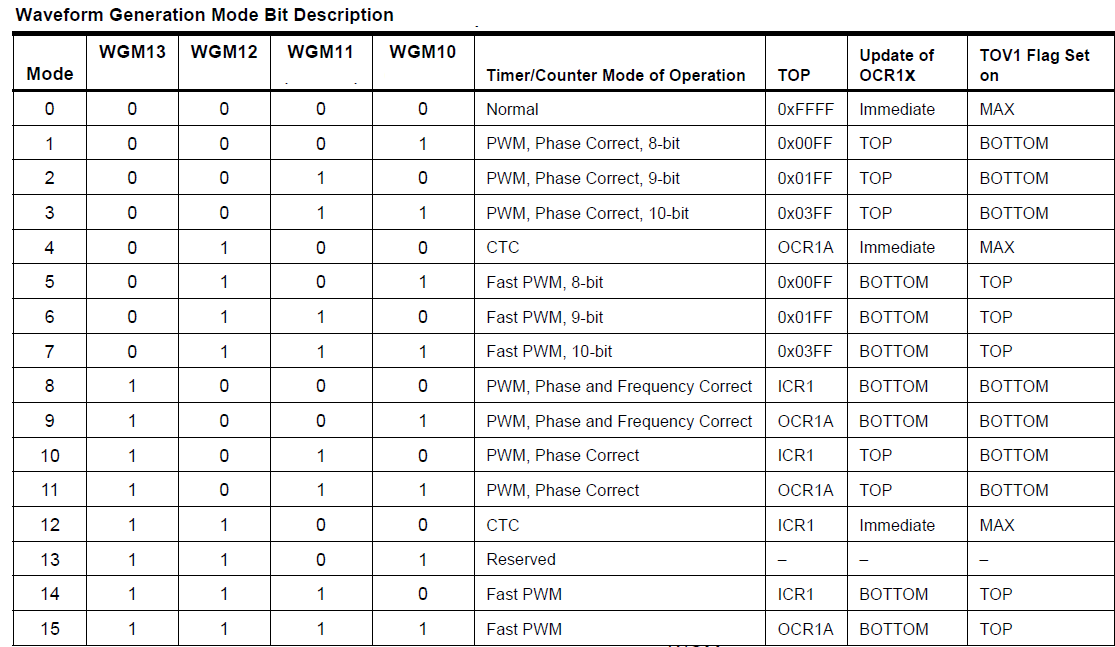 Waveform Generation Mode Bit Description
Mode WGM13 WGM12 WGM11 WGM10 Timer/Counter Mode of Operation TOP Update of OCR1X TOV1 Flag Set on
0 0 0 0 0 Normal 0xFFFF Immediate MAX
1 0 0 0 1 PWM, Phase Correct, 8-bit 0x00FF TOP BOTTOM
2 0 0 1 0 PWM, Phase Correct, 9-bit 0x01FF TOP BOTTOM
3 0 0 1 1 PWM, Phase Correct, 10-bit 0x03FF TOP BOTTOM
4 0 1 0 0 CTC OCR1A Immediate MAX
5 0 1 0 1 Fast PWM, 8-bit 0x00FF BOTTOM TOP
6 0 1 1 0 Fast PWM, 9-bit 0x01FF BOTTOM TOP
7 0 1 1 1 Fast PWM, 10-bit 0x03FF BOTTOM TOP
8 1 0 0 0 PWM, Phase and Frequency Correct ICR1 BOTTOM BOTTOM
9 1 0 0 1 PWM, Phase and Frequency Correct OCR1A BOTTOM BOTTOM
10 1 0 1 0 PWM, Phase Correct ICR1 TOP BOTTOM
11 1 0 1 1 PWM, Phase Correct OCR1A TOP BOTTOM
12 1 1 0 0 CTC ICR1 Immediate MAX
13 1 1 0 1 Reserved – – –
14 1 1 1 0 Fast PWM ICR1 BOTTOM TOP
15 1 1 1 1 Fast PWM OCR1A BOTTOM TOP